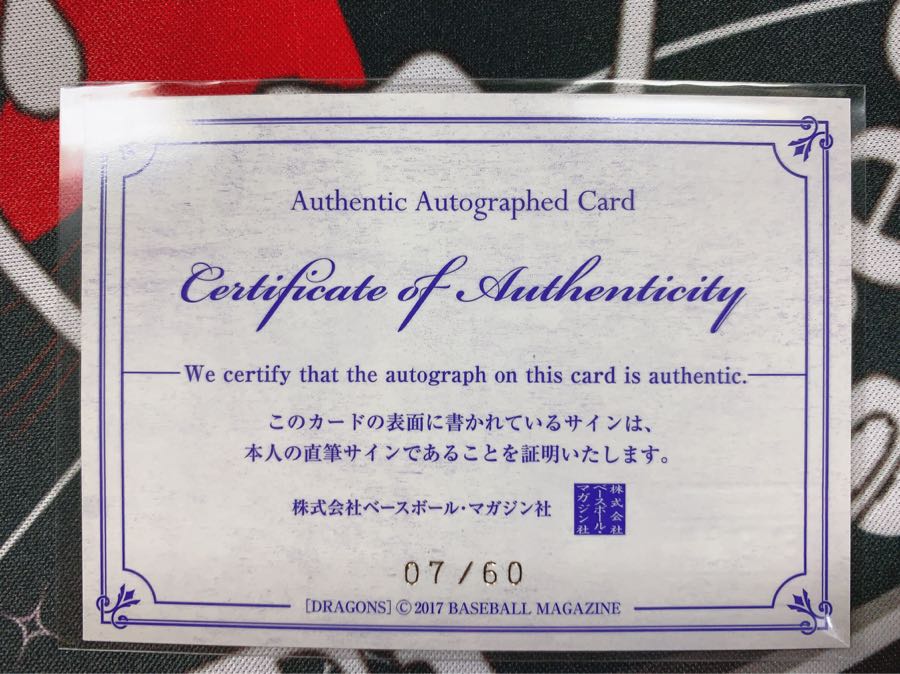 Authentic Autographed Card
Certificate of Authenticity
We certify that the autograph on this card is authentic.
このカードの表面に書かれているサインは、
本人の直筆サインであることを証明いたします。
株式会社ベースボール・マガジン社
株式会社
ベースボール・
マガジン社
07/60
[DRAGONS] © 2017 BASEBALL MAGAZINE